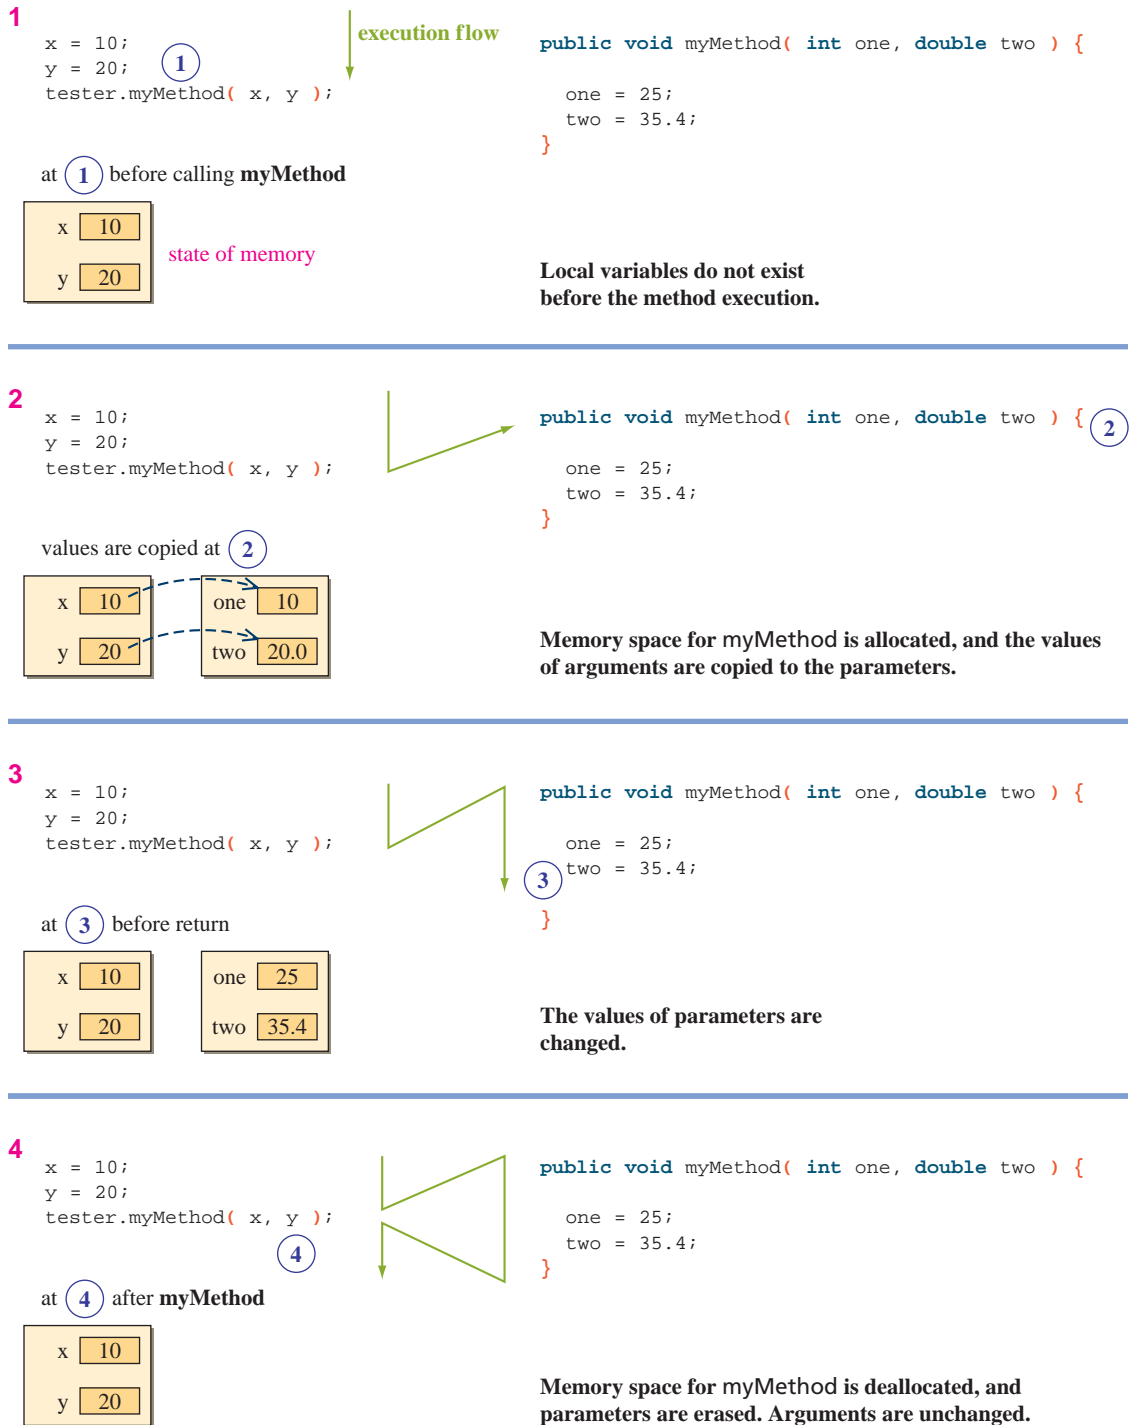 1
x = 10;
y = 20;
tester.myMethod( x, y );
1
execution flow
public void myMethod( int one, double two ) {
one = 25;
two = 35.4;
}
at 1 before calling myMethod
x 10
y 20
state of memory
Local variables do not exist
before the method execution.
2
x = 10;
y = 20;
tester.myMethod( x, y );
public void myMethod( int one, double two ) {
2
one = 25;
two = 35.4;
}
values are copied at 2
x 10
y 20
one 10
two 20.0
Memory space for myMethod is allocated, and the values
of arguments are copied to the parameters.
3
x = 10;
y = 20;
tester.myMethod( x, y );
public void myMethod( int one, double two ) {
one = 25;
two = 35.4;
3
}
at 3 before return
x 10
y 20
one 25
two 35.4
The values of parameters are
changed.
4
x = 10;
y = 20;
tester.myMethod( x, y );
4
public void myMethod( int one, double two ) {
one = 25;
two = 35.4;
}
at 4 after myMethod
x 10
y 20
Memory space for myMethod is deallocated, and
parameters are erased. Arguments are unchanged.